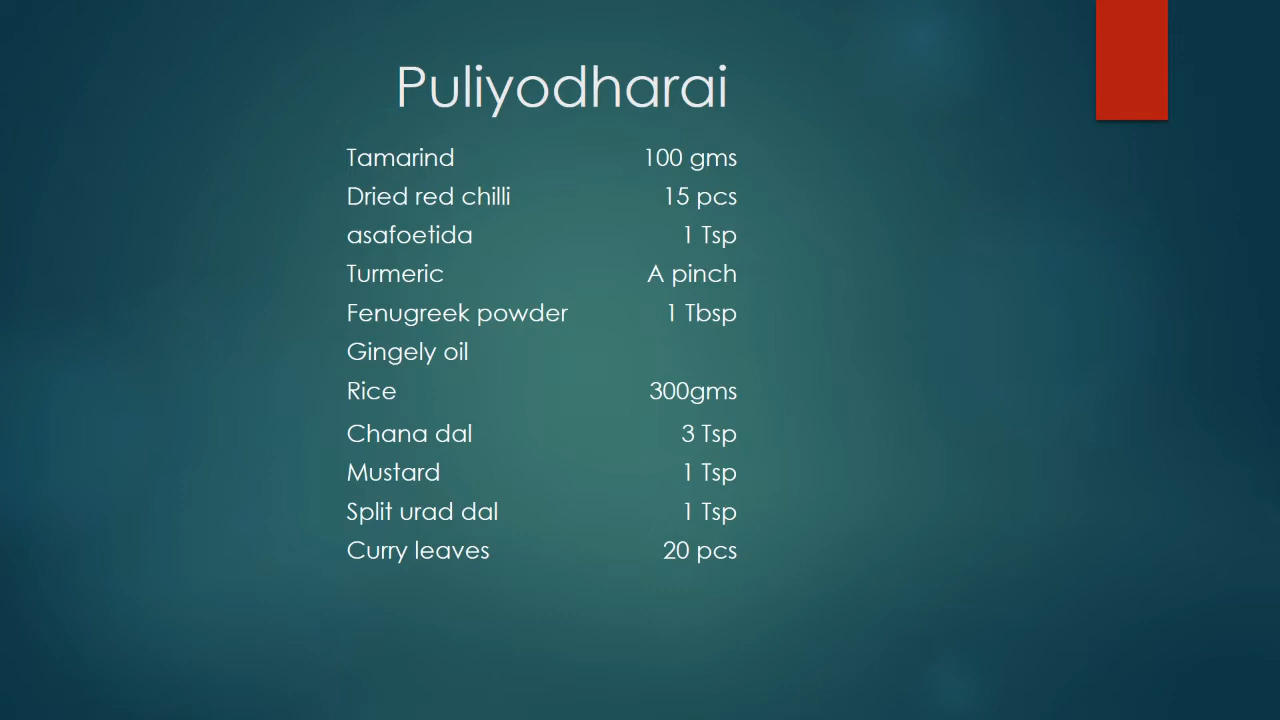 Puliyodharai
Tamarind 100 gms
Dried red chilli 15 pcs
asafoetida 1 Tsp
Turmeric A pinch
Fenugreek powder 1 Tbsp
Gingely oil
Rice 300gms
Chana dal 3 Tsp
Mustard 1 Tsp
Split urad dal 1 Tsp
Curry leaves 20 pcs